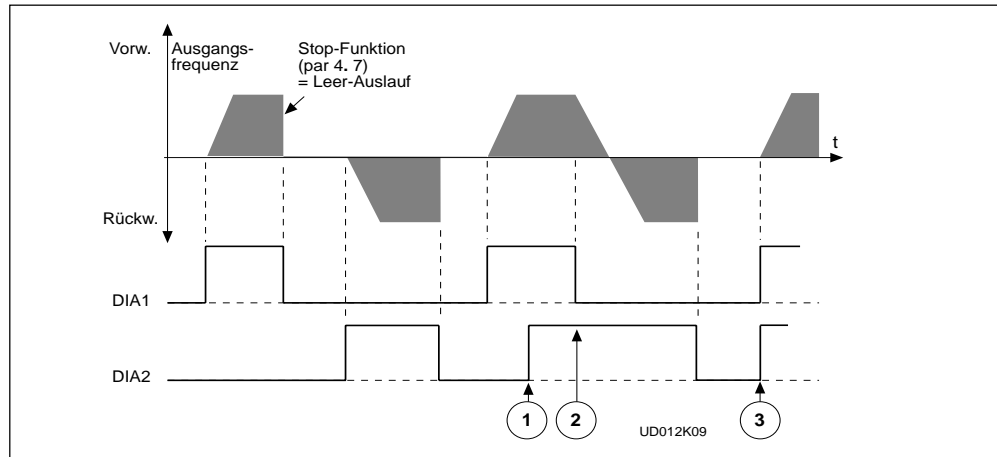 Vorw.
Ausgangs-
frequenz
Stop-Funktion
(par 4. 7)
= Leer-Auslauf
t
Rückw.
DIA1
DIA2
1
2
3
UD012K09